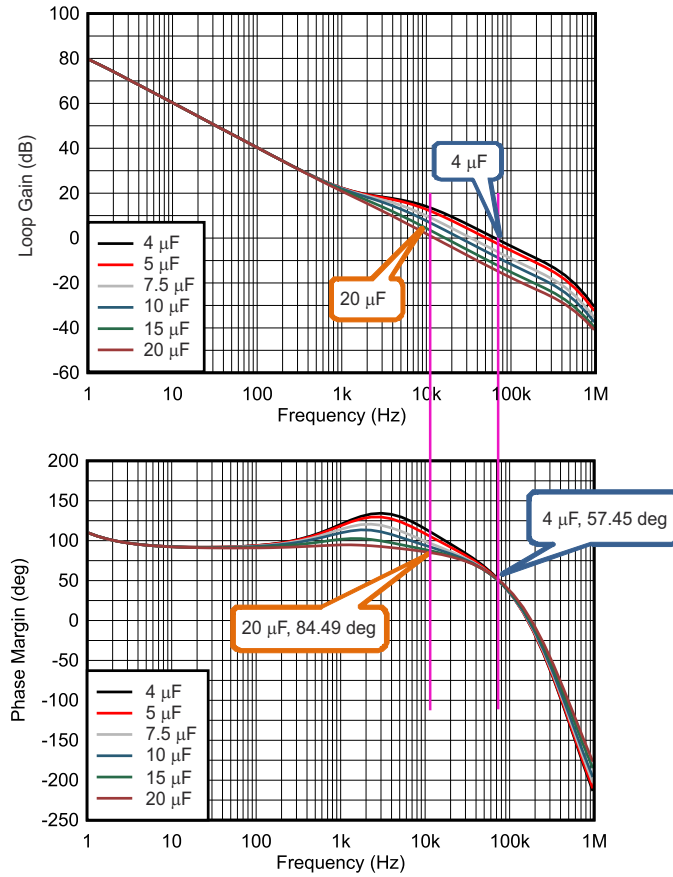 100
80
60
40
20
0
-20
-40
-60
Loop Gain (dB)
4 μF
20 μF
4 μF
5 μF
7.5 μF
10 μF
15 μF
20 μF
1 10 100 1k 10k 100k 1M
Frequency (Hz)
200
150
100
50
0
-50
-100
-150
-200
-250
Phase Margin (deg)
4 μF, 57.45 deg
20 μF, 84.49 deg
4 μF
5 μF
7.5 μF
10 μF
15 μF
20 μF
1 10 100 1k 10k 100k 1M
Frequency (Hz)